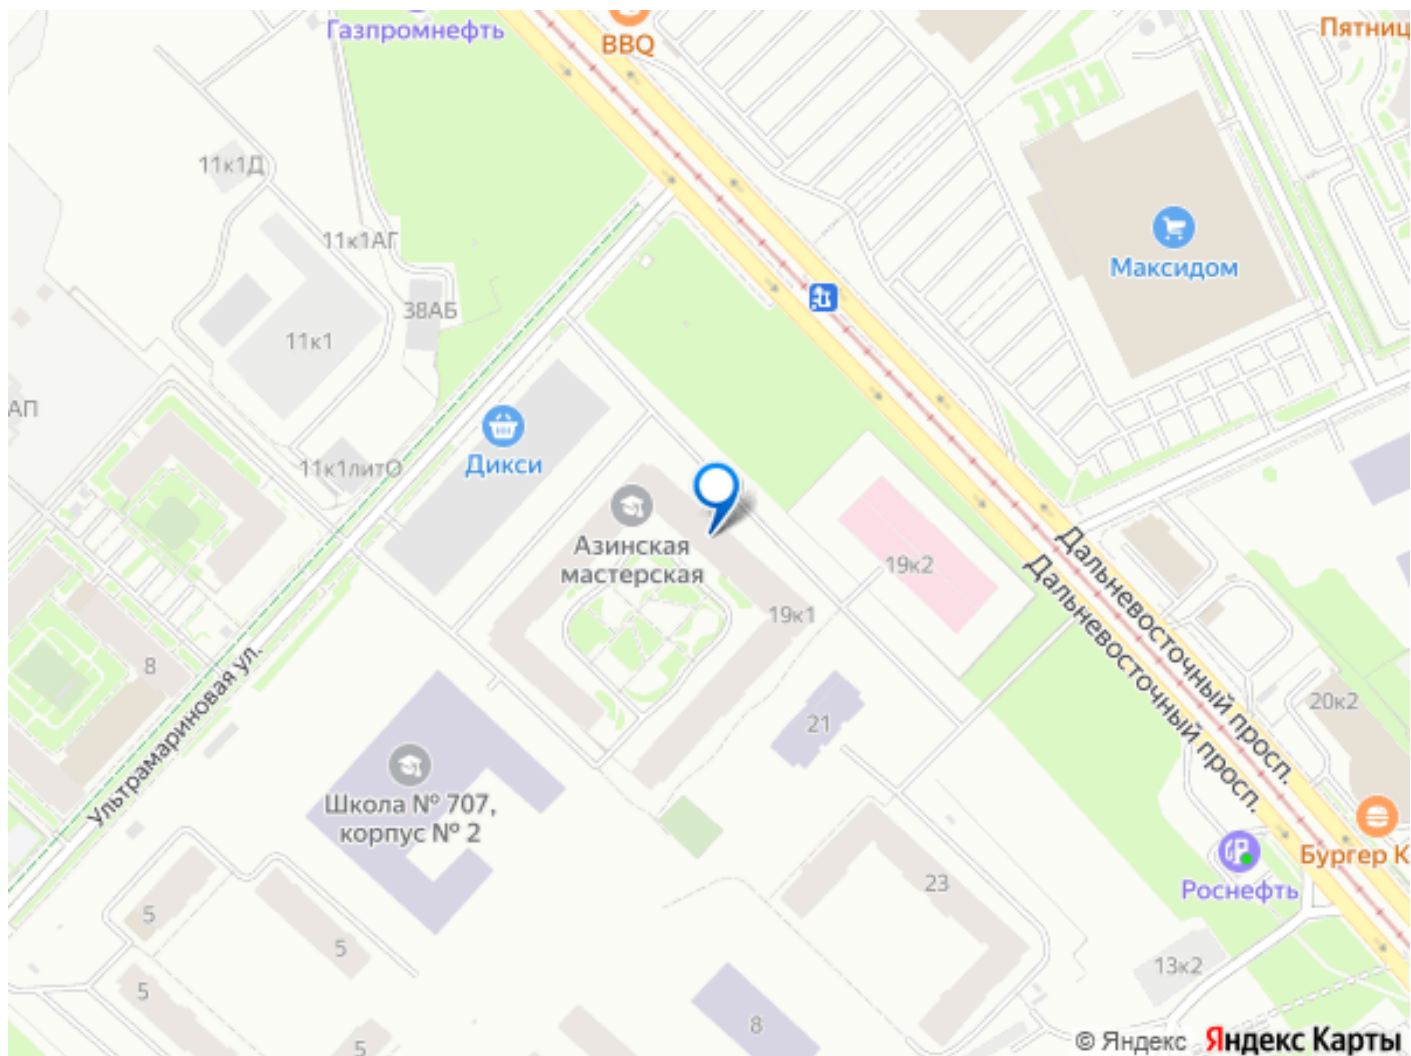 Газпромнефть
BBQ
Пятниц
11к1Д
11к1АГ
Максидом
38АБ
11к1
АП
Дикси
11к1литО
Азинская
мастерская
19к2
Дальневосточный просп.
Дальневосточный просп.
19к1
8
Ультрамариновая ул.
20к2
21
Школа № 707,
корпус № 2
Бургер К
Роснефть
23
5
5
13к2
5
8
5
© Яндекс Яндекс Карты